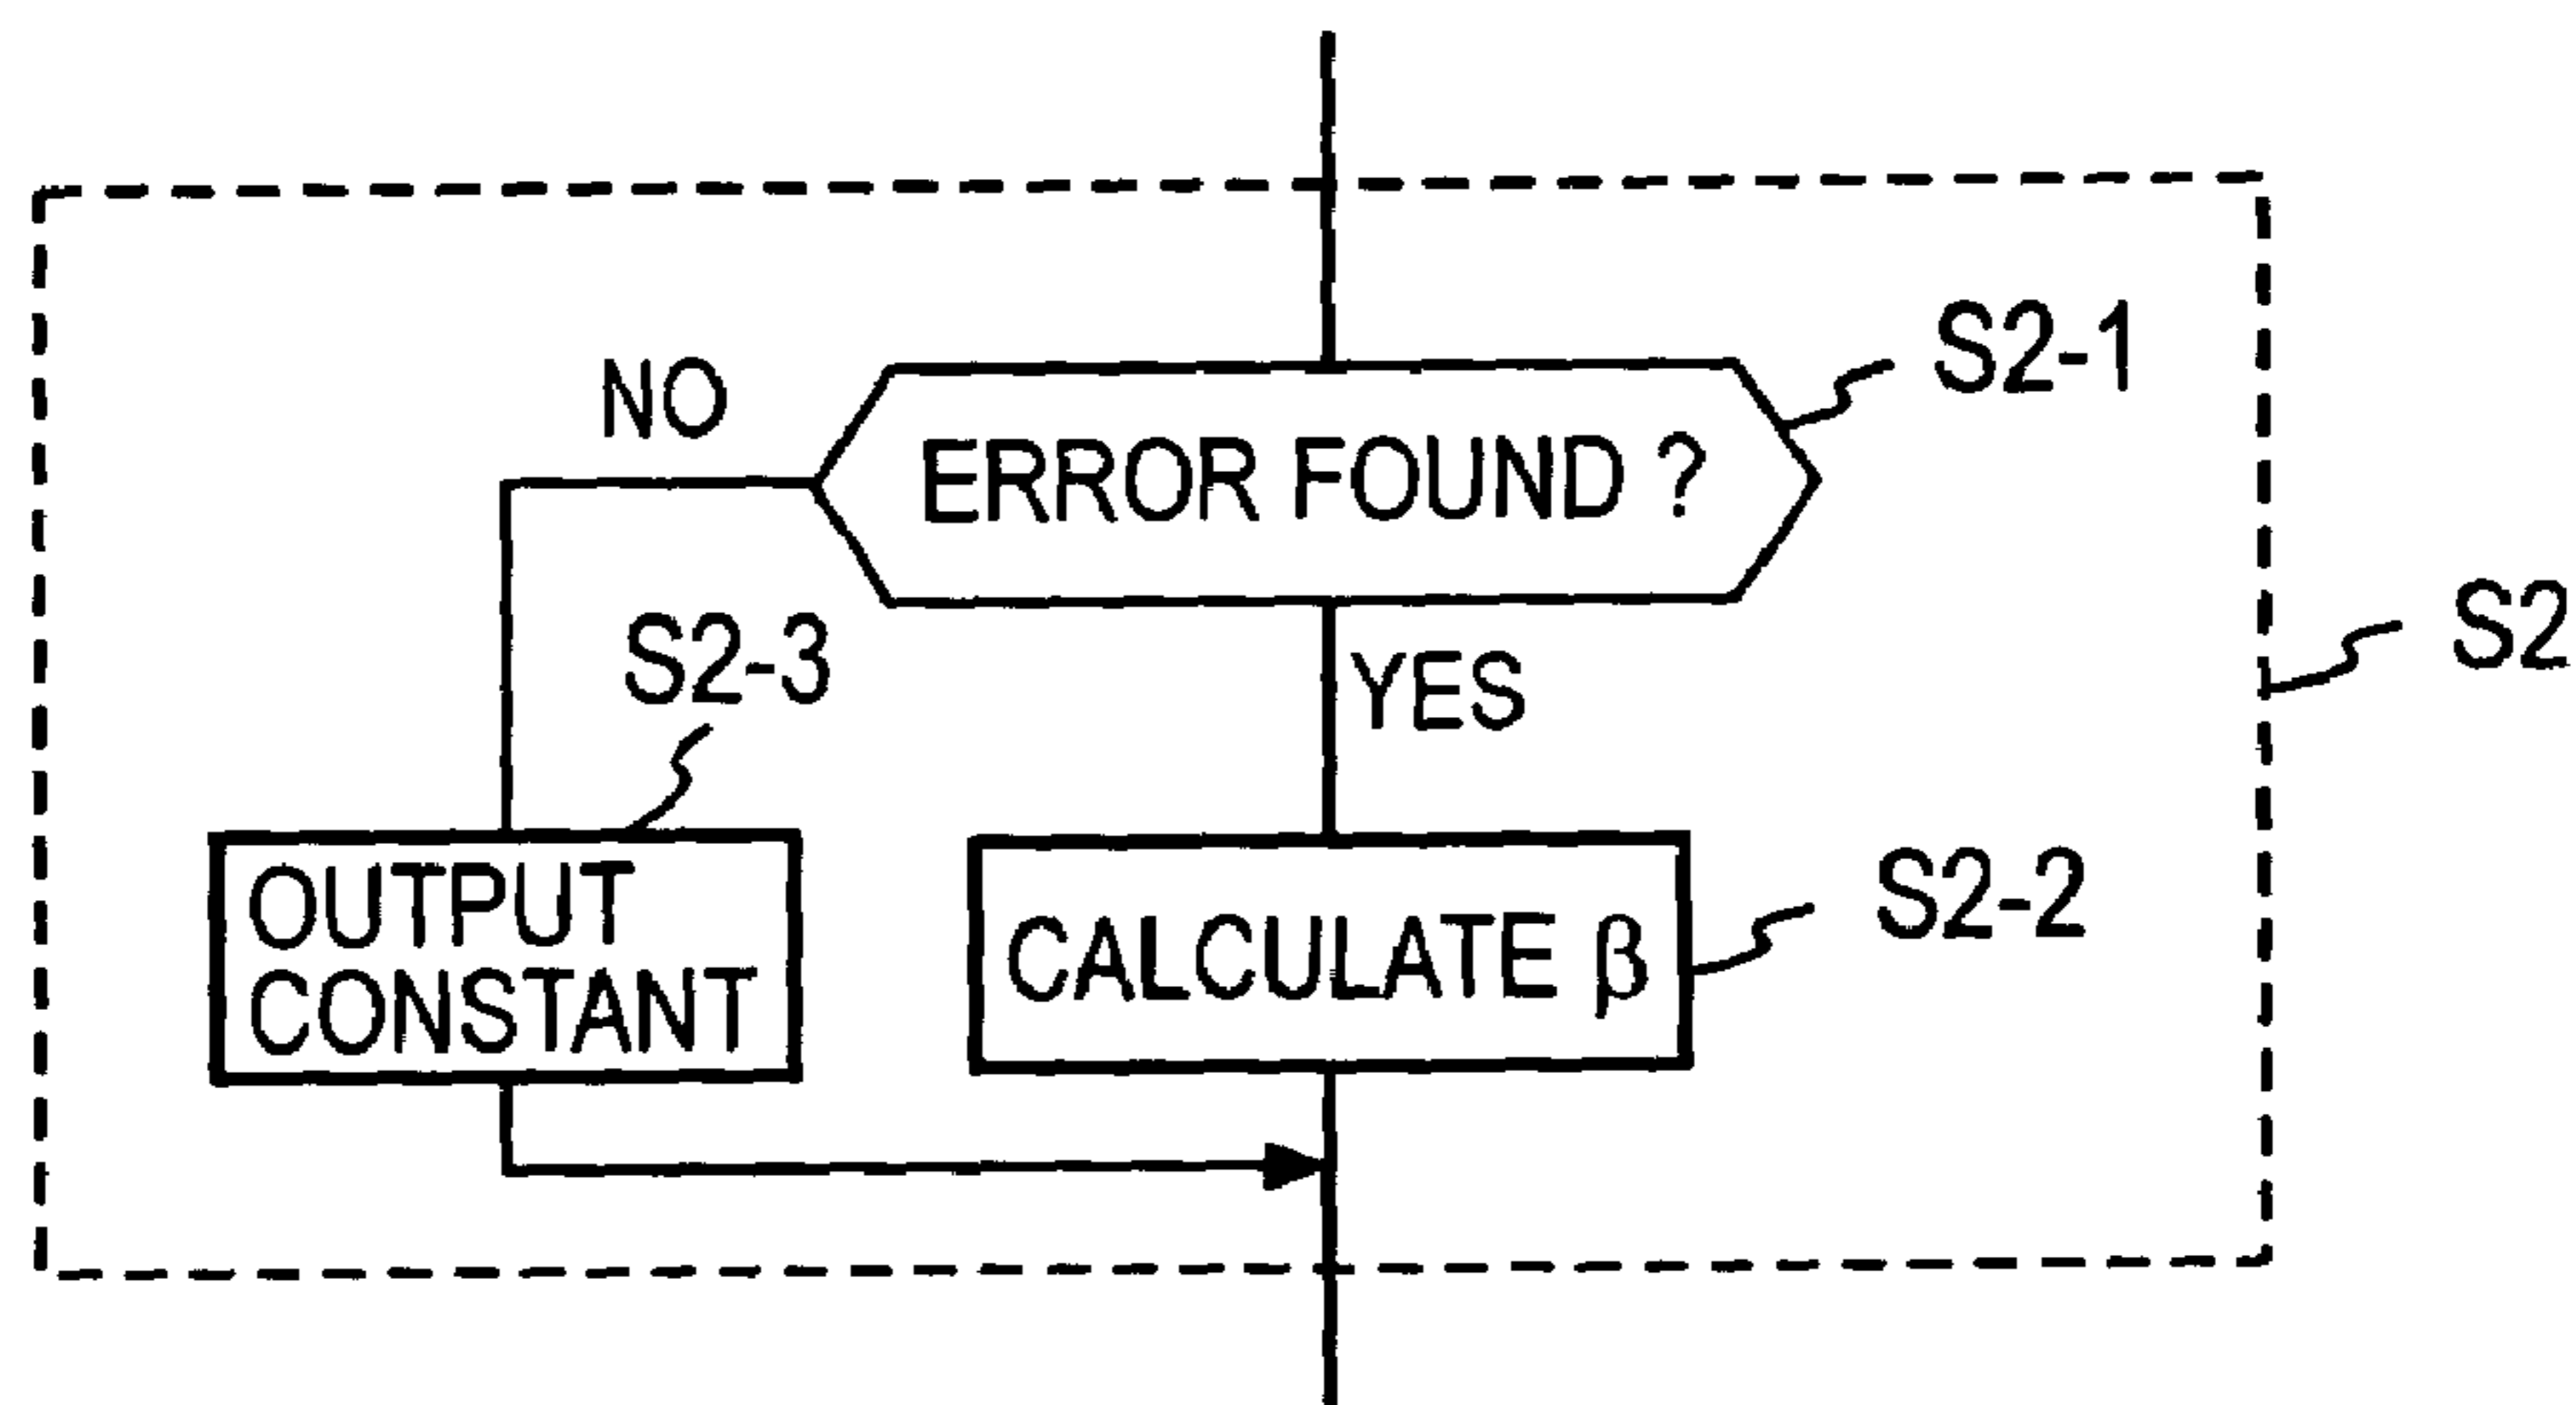 S2-1
NO
ERROR FOUND ?
S2
S2-3
YES
OUTPUT
CONSTANT
CALCULATE β
S2-2